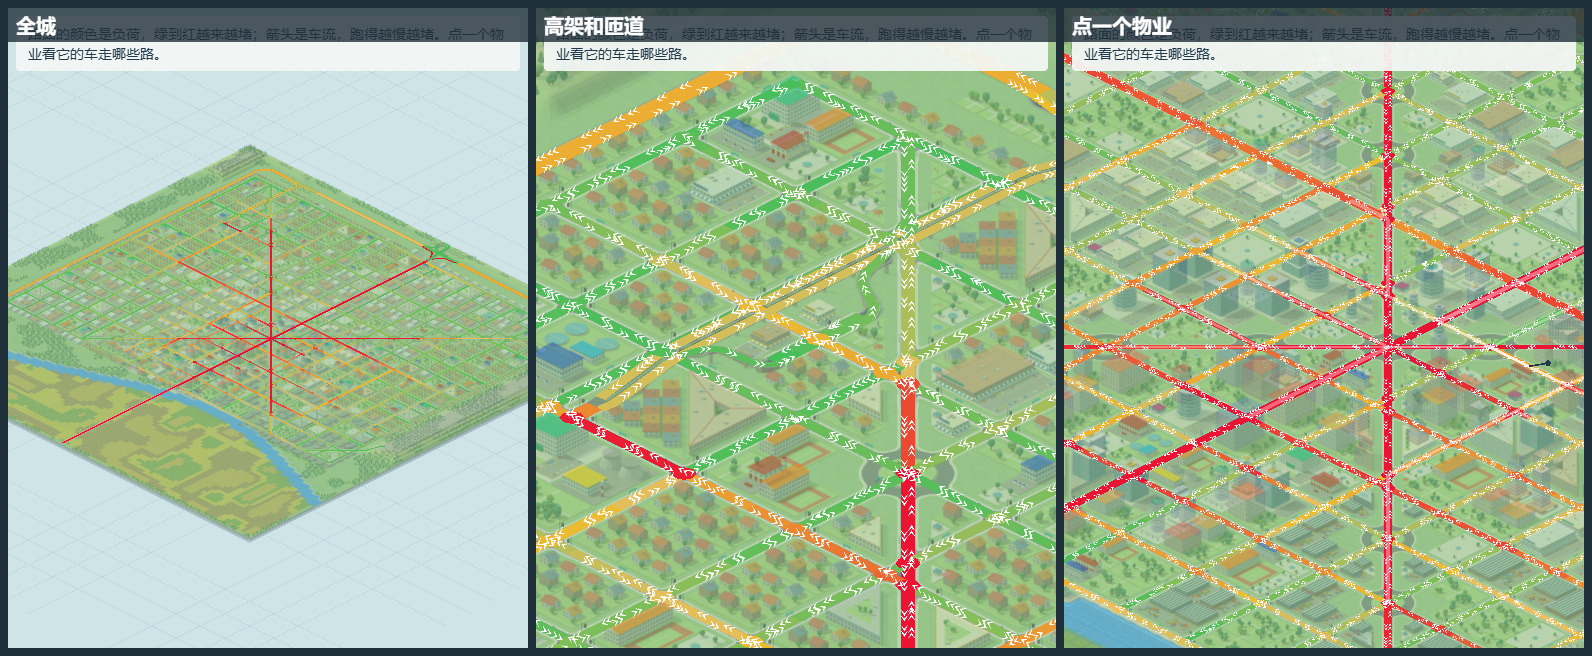 全城
的颜色是负荷，绿到红越来越堵；箭头是车流，跑得越慢越堵。点一个物
业看它的车走哪些路。
高架和匝道
负荷，绿到红越来越堵；箭头是车流，跑得越慢越堵。点一个物
业看它的车走哪些路。
点一个物业
面的 负荷，绿到红越来越堵；箭头是车流，跑得越慢越堵。点一个物
业看它的车走哪些路。